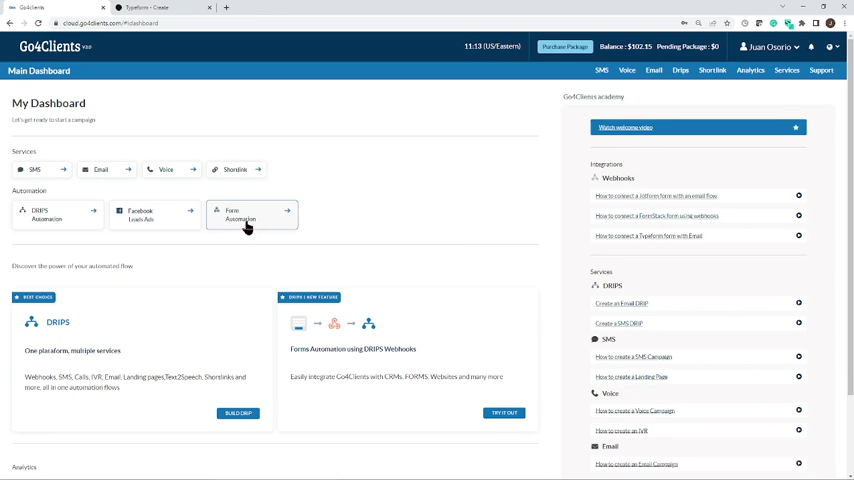 Go4Clients
Typeform - Create
cloud.go4clients.com/#!dashboard
Go4Clients V3.0
11:13 (US/Eastern)
Purchase Package
Balance : $102.15 Pending Package: $0
Juan Osorio
Main Dashboard
SMS Voice Email Drips Shortlink Analytics Services Support
My Dashboard
Let's get ready to start a campaign
Services
SMS
Email
Voice
Shortlink
Automation
DRIPS
Automation
Facebook
Leads Ads
Form
Automation
Discover the power of your automated flow
BEST CHOICE
DRIPS
One plataform, multiple services
Webhooks, SMS, Calls, IVR, Email, Landing pages,Text2Speech, Shortlinks and
more, all in one automation flows
BUILD DRIP
DRIPS | NEW FEATURE
Forms Automation using DRIPS Webhooks
Easily integrate Go4Clients with CRMs, FORMS, Websites and many more
TRY IT OUT
Analytics
Go4Clients academy
Watch welcome video
Integrations
Webhooks
How to connect a Jotform form with an email flow
How to connect a FormStack form using webhooks
How to connect a Typeform form with Email
Services
DRIPS
Create an Email DRIP
Create a SMS DRIP
SMS
How to create a SMS Campaign
How to create a Landing Page
Voice
How to create a Voice Campaign
How to create an IVR
Email
How to create an Email Campaign